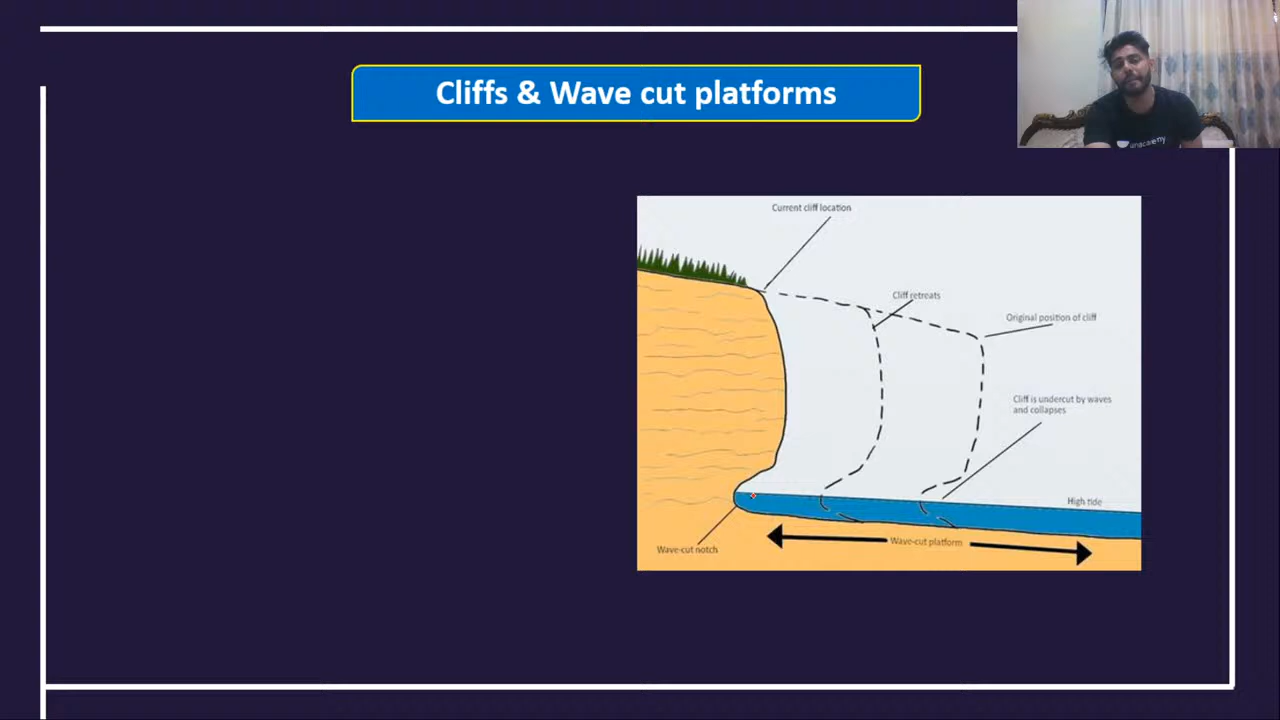 Cliffs & Wave cut platforms
Current cliff location
Cliff retreats
Original position of cliff
Cliff is undercut by waves
and collapses
High tide
Wave-cut platform
Wave-cut notch